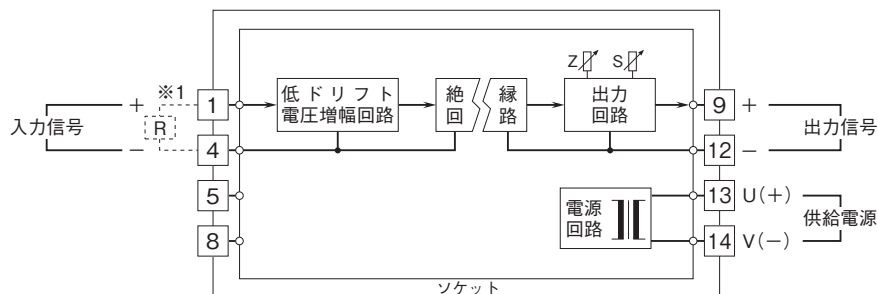 Z S
※1
+ 1 低ドリフト 絶 縁 出力 9 +
電圧増幅回路 回 路 回路
入力信号 R 出力信号
− 4 12 −
5 電源 13 U(+)
回路 供給電源
8 14 V(−)
ソケット